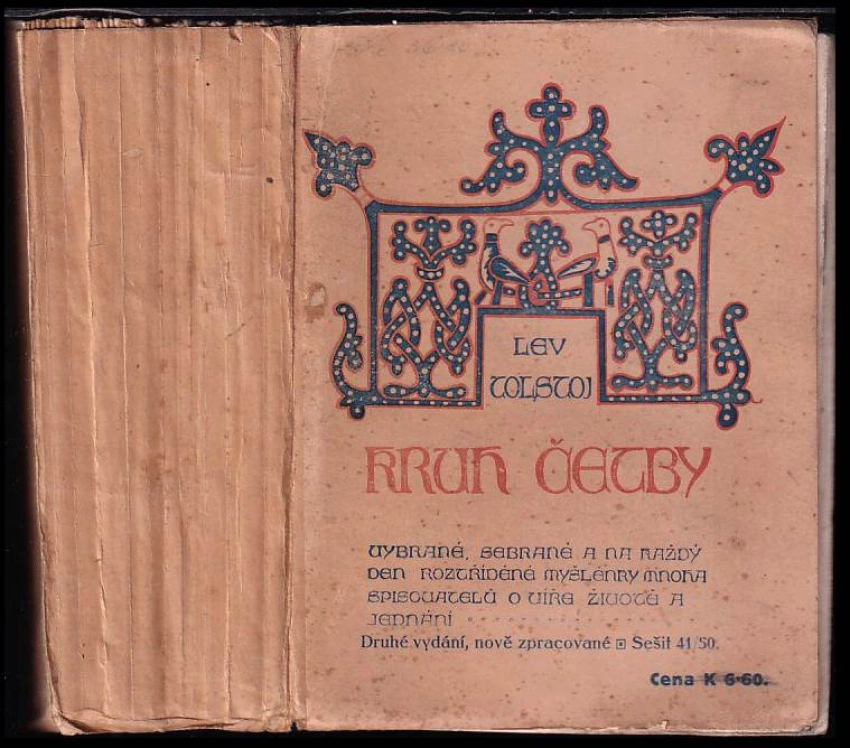 LEV
TOLSTOJ
KRUH ČETBY
VYBRANÉ, SEBRANÉ A NA KAŽDÝ
DEN ROZTŘÍDĚNÉ MYŠLÉNKY MNOHA
SPISOVATELŮ O VÍŘE ŽIVOTĚ A
JEDNÁNÍ
Druhé vydání, nově zpracované ⊡ Sešit 41/50.
Cena K 6·60.